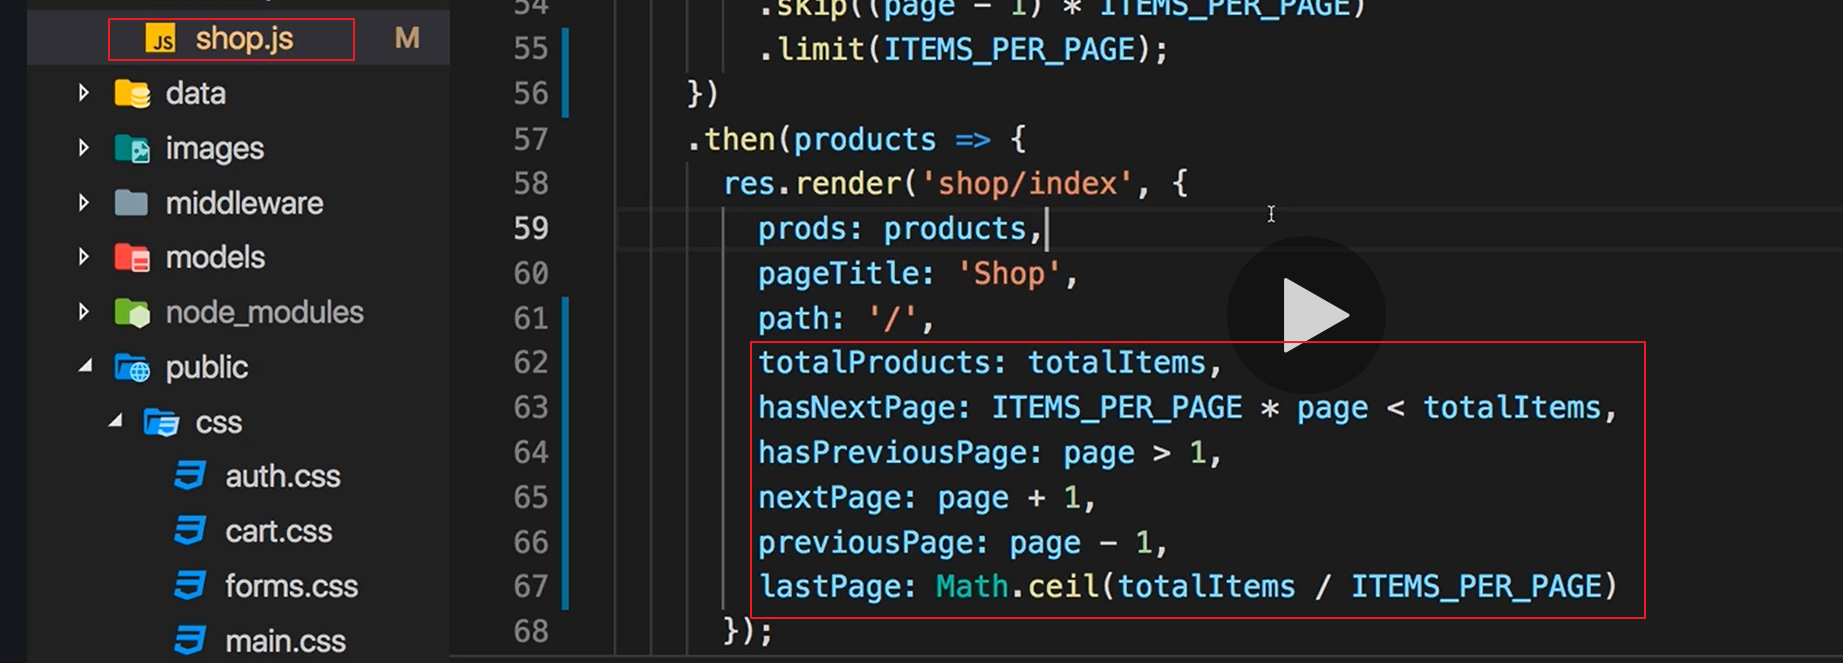 shop.js M
data
images
middleware
models
node_modules
public
css
auth.css
cart.css
forms.css
main.css
54 .skip((page - 1) * ITEMS_PER_PAGE)
55 .limit(ITEMS_PER_PAGE);
56 })
57 .then(products => {
58 res.render('shop/index', {
59 prods: products,
60 pageTitle: 'Shop',
61 path: '/',
62 totalProducts: totalItems,
63 hasNextPage: ITEMS_PER_PAGE * page < totalItems,
64 hasPreviousPage: page > 1,
65 nextPage: page + 1,
66 previousPage: page - 1,
67 lastPage: Math.ceil(totalItems / ITEMS_PER_PAGE)
68 });